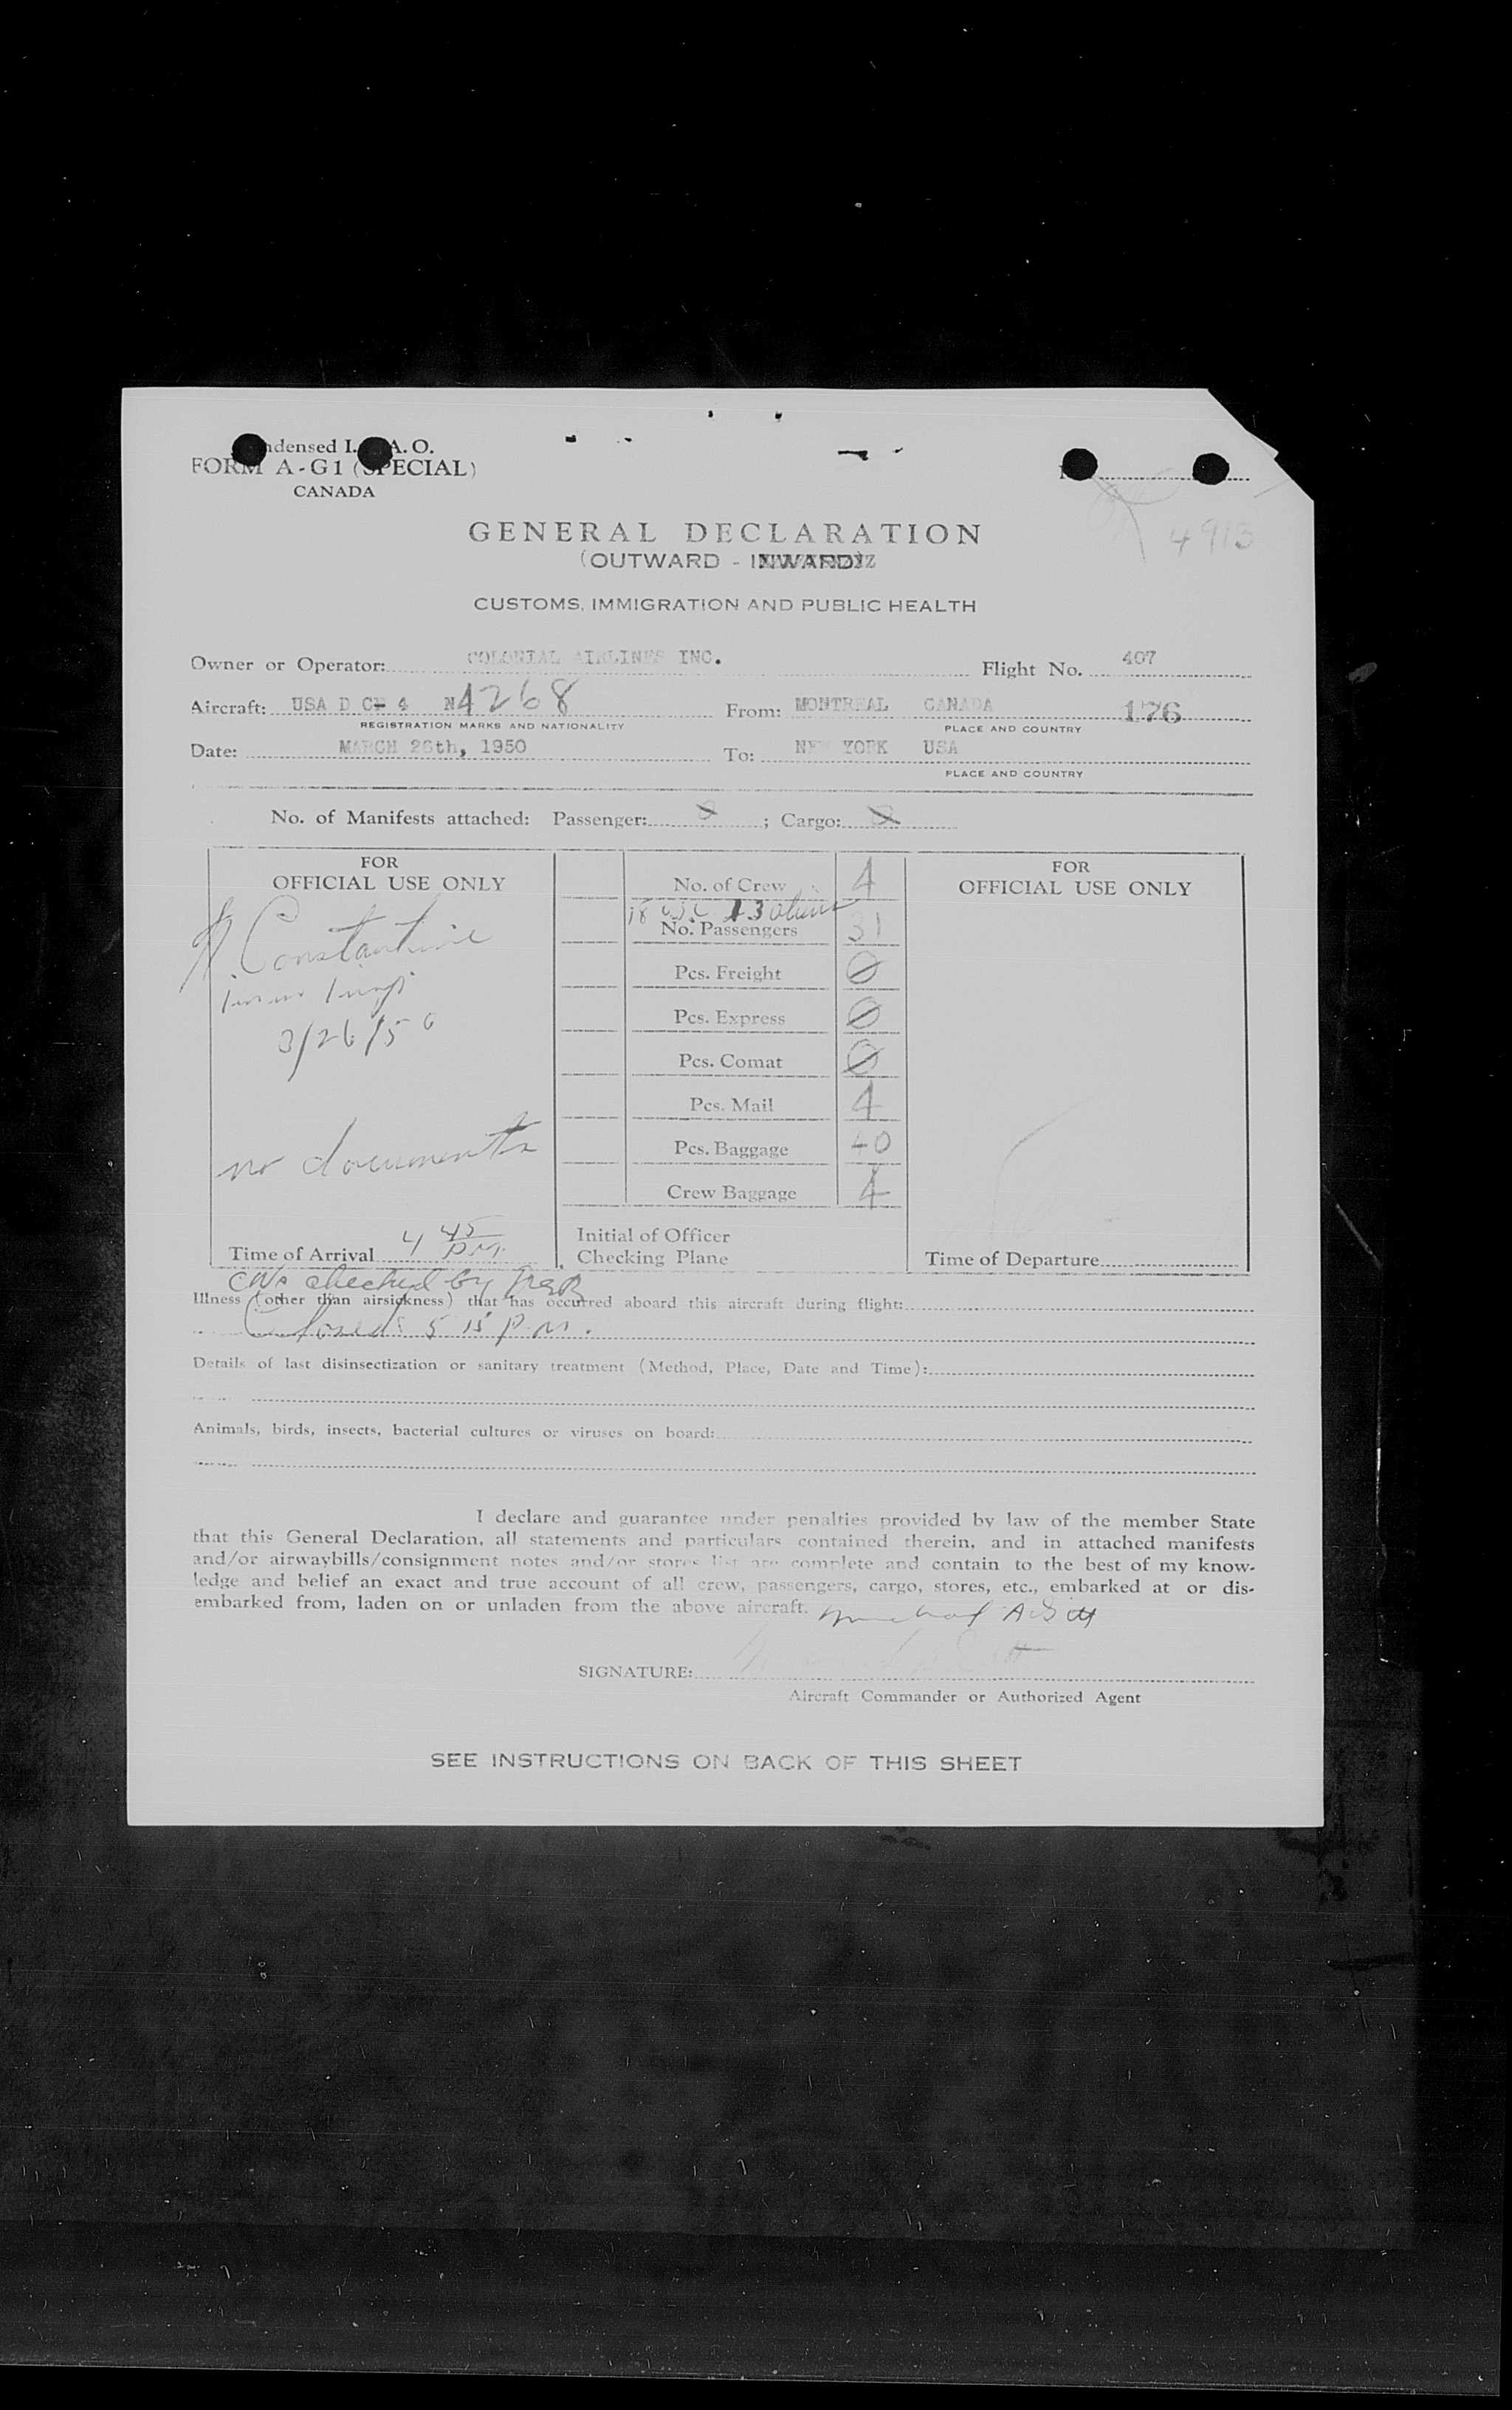 ndensed I. A. O.
FORM A-G1 (SPECIAL)
CANADA
4913
GENERAL DECLARATION
(OUTWARD - INWARD)
CUSTOMS, IMMIGRATION AND PUBLIC HEALTH
Owner or Operator: COLONIAL AIRLINES INC. Flight No. 407
Aircraft: USA D C 4 N4268 From: MONTREAL CANADA 176
REGISTRATION MARKS AND NATIONALITY PLACE AND COUNTRY
Date: MARCH 26th, 1950 To: NEW YORK USA
PLACE AND COUNTRY
No. of Manifests attached: Passenger: ; Cargo:
FOR
OFFICIAL USE ONLY
Constantine
3/26/50
no documents
Time of Arrival 4 45 P.M.
No. of Crew 4
18 USC 13 aliens
No. Passengers 31
Pcs. Freight 0
Pcs. Express 0
Pcs. Comat 0
Pcs. Mail 4
Pcs. Baggage 40
Crew Baggage 4
Initial of Officer
Checking Plane
FOR
OFFICIAL USE ONLY
Time of Departure
checked by
Illness (other than airsickness) that has occurred aboard this aircraft during flight:
Closed 5 15 P.M.
Details of last disinsectization or sanitary treatment (Method, Place, Date and Time):
Animals, birds, insects, bacterial cultures or viruses on board:
I declare and guarantee under penalties provided by law of the member State
that this General Declaration, all statements and particulars contained therein, and in attached manifests
and/or airwaybills/consignment notes and/or stores list are complete and contain to the best of my know-
ledge and belief an exact and true account of all crew, passengers, cargo, stores, etc., embarked at or dis-
embarked from, laden on or unladen from the above aircraft.
SIGNATURE:
Aircraft Commander or Authorized Agent
SEE INSTRUCTIONS ON BACK OF THIS SHEET